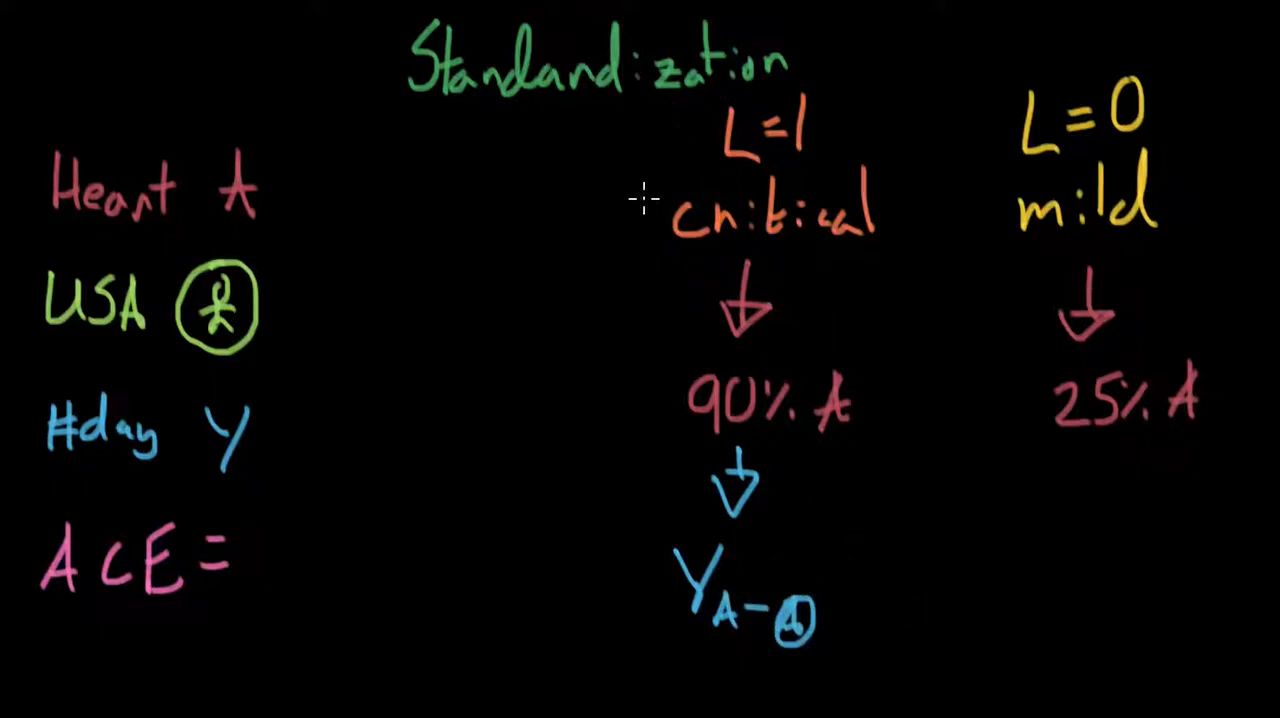 Standardization
L=1
L=0
critical
mild
Heart A
USA
90% A
25% A
#day Y
Y A-A
ACE =